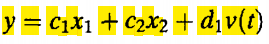 y = c₁x₁ + c₂x₂ + d₁v(t)